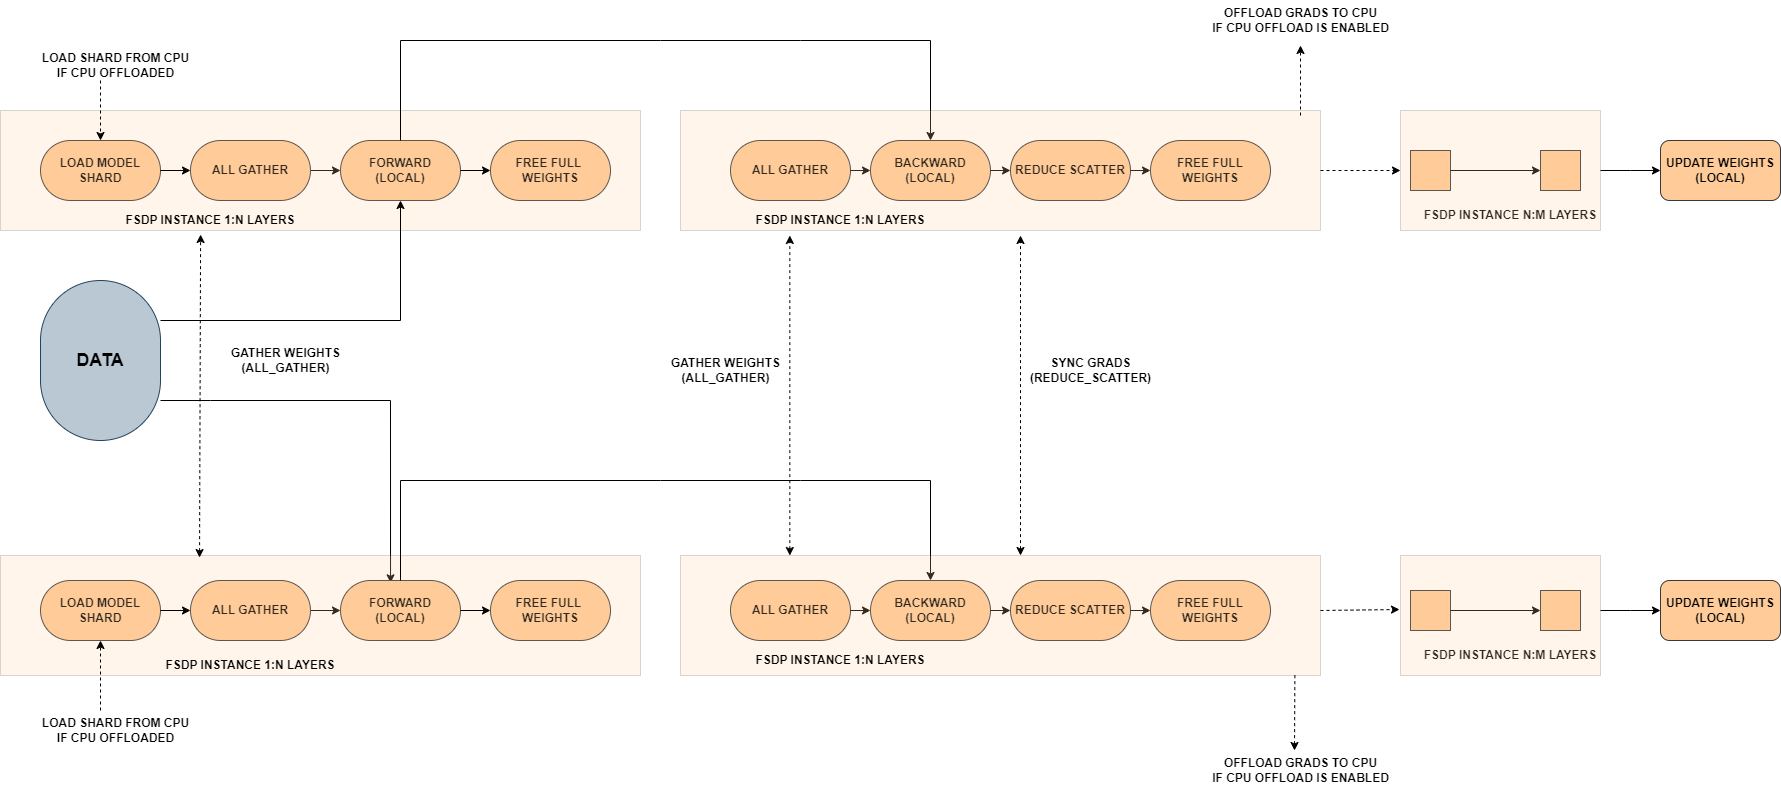 OFFLOAD GRADS TO CPU
IF CPU OFFLOAD IS ENABLED
LOAD SHARD FROM CPU
IF CPU OFFLOADED
LOAD MODEL
SHARD
ALL GATHER
FORWARD
(LOCAL)
FREE FULL
WEIGHTS
FSDP INSTANCE 1:N LAYERS
ALL GATHER
BACKWARD
(LOCAL)
REDUCE SCATTER
FREE FULL
WEIGHTS
FSDP INSTANCE 1:N LAYERS
FSDP INSTANCE N:M LAYERS
UPDATE WEIGHTS
(LOCAL)
DATA
GATHER WEIGHTS
(ALL_GATHER)
GATHER WEIGHTS
(ALL_GATHER)
SYNC GRADS
(REDUCE_SCATTER)
LOAD MODEL
SHARD
ALL GATHER
FORWARD
(LOCAL)
FREE FULL
WEIGHTS
FSDP INSTANCE 1:N LAYERS
ALL GATHER
BACKWARD
(LOCAL)
REDUCE SCATTER
FREE FULL
WEIGHTS
FSDP INSTANCE 1:N LAYERS
FSDP INSTANCE N:M LAYERS
UPDATE WEIGHTS
(LOCAL)
LOAD SHARD FROM CPU
IF CPU OFFLOADED
OFFLOAD GRADS TO CPU
IF CPU OFFLOAD IS ENABLED